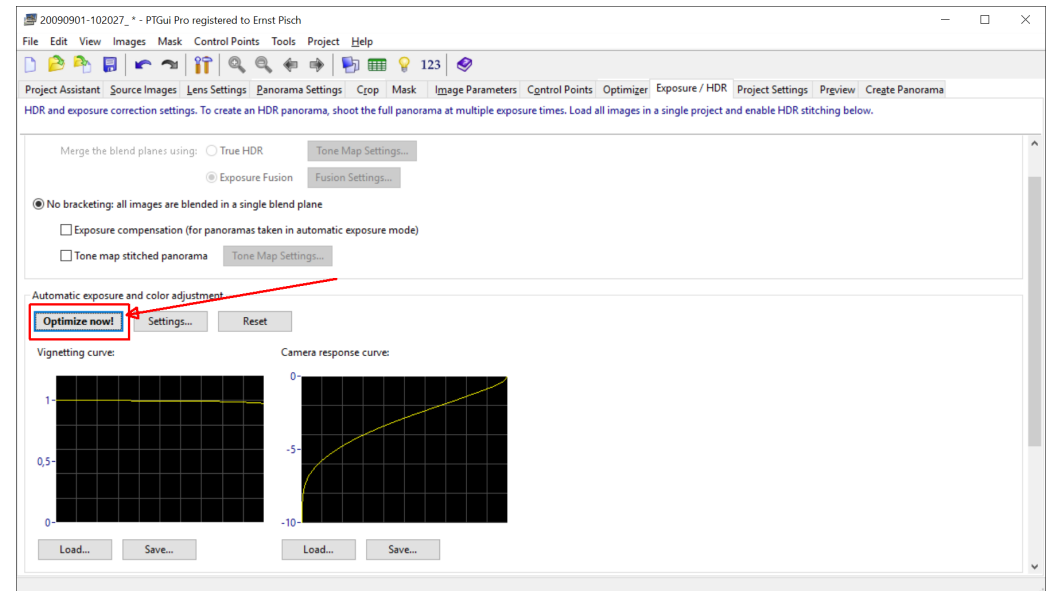 20090901-102027_ * - PTGui Pro registered to Ernst Pisch
File Edit View Images Mask Control Points Tools Project Help
123
Project Assistant Source Images Lens Settings Panorama Settings Crop Mask Image Parameters Control Points Optimizer Exposure / HDR Project Settings Preview Create Panorama
HDR and exposure correction settings. To create an HDR panorama, shoot the full panorama at multiple exposure times. Load all images in a single project and enable HDR stitching below.
Merge the blend planes using: True HDR Tone Map Settings...
Exposure Fusion Fusion Settings...
No bracketing: all images are blended in a single blend plane
Exposure compensation (for panoramas taken in automatic exposure mode)
Tone map stitched panorama Tone Map Settings...
Automatic exposure and color adjustment
Optimize now! Settings... Reset
Vignetting curve: Camera response curve:
0
1
-5
0,5
0 -10
Load... Save... Load... Save...